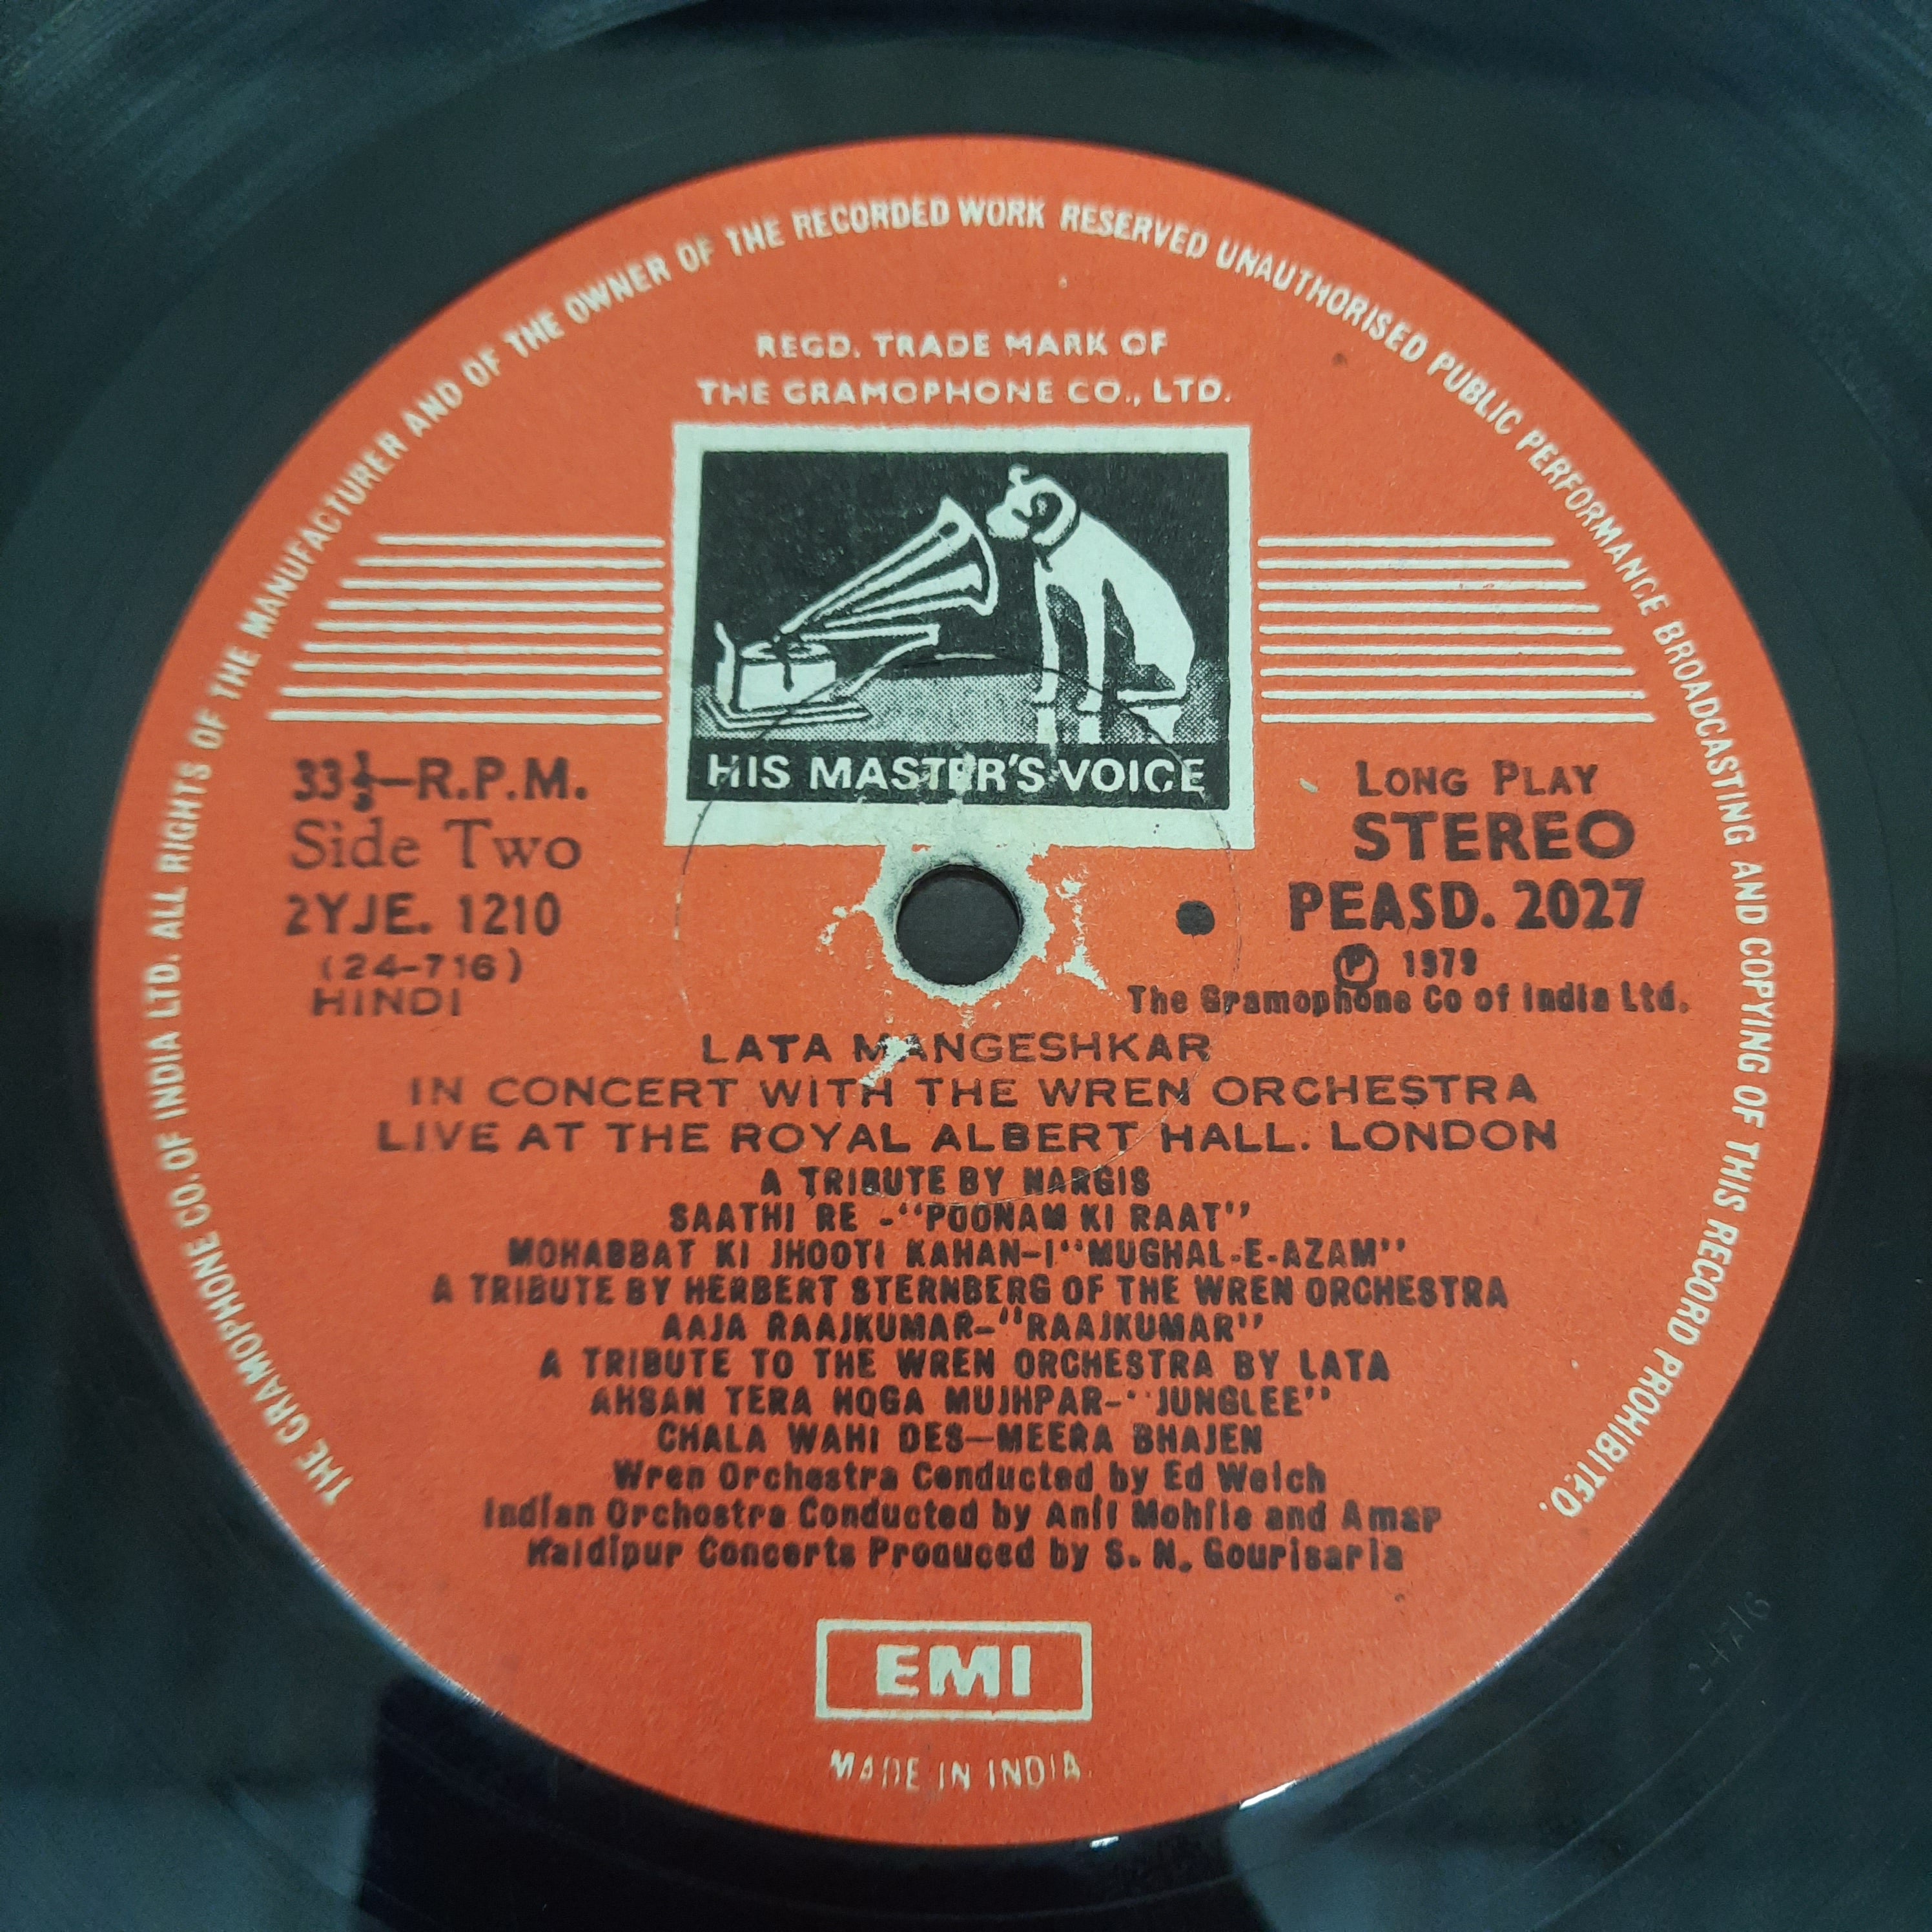 THE GRAMOPHONE CO. OF INDIA LTD. ALL RIGHTS OF THE MANUFACTURER AND OF THE OWNER OF THE RECORDED WORK RESERVED UNAUTHORISED PUBLIC PERFORMANCE BROADCASTING AND COPYING OF THIS RECORD PROHIBITED.
REGD. TRADE MARK OF
THE GRAMOPHONE CO., LTD.
HIS MASTER'S VOICE
33⅓—R.P.M.
Side Two
2YJE. 1210
(24-716)
HINDI
LONG PLAY
STEREO
PEASD. 2027
℗ 1979
The Gramophone Co of India Ltd.
LATA MANGESHKAR
IN CONCERT WITH THE WREN ORCHESTRA
LIVE AT THE ROYAL ALBERT HALL. LONDON
A TRIBUTE BY NARGIS
SAATHI RE -"POONAM KI RAAT"
MOHABBAT KI JHOOTI KAHAN-I"MUGHAL-E-AZAM"
A TRIBUTE BY HERBERT STERNBERG OF THE WREN ORCHESTRA
AAJA RAAJKUMAR-"RAAJKUMAR"
A TRIBUTE TO THE WREN ORCHESTRA BY LATA
AHSAN TERA HOGA MUJHPAR-"JUNGLEE"
CHALA WAHI DES—MEERA BHAJEN
Wren Orchestra Conducted by Ed Welch
Indian Orchestra Conducted by Anil Mohile and Amar
Haldipur Concerts Produced by S. N. Gourisaria
EMI
MADE IN INDIA.